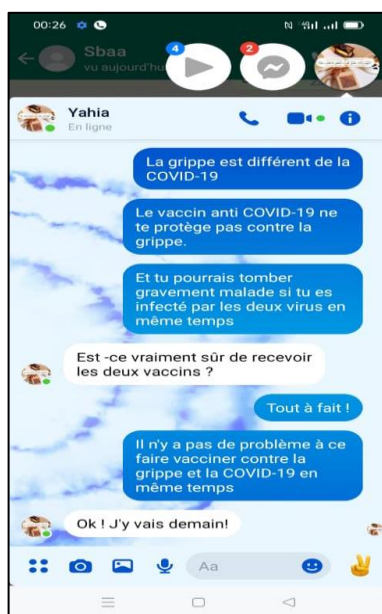 00:26
Sbaa
vu aujourd'hu
4
2
Yahia
En ligne
La grippe est différent de la
COVID-19
Le vaccin anti COVID-19 ne
te protège pas contre la
grippe.
Et tu pourrais tomber
gravement malade si tu es
infecté par les deux virus en
même temps
Est -ce vraiment sûr de recevoir
les deux vaccins ?
Tout à fait !
Il n'y a pas de problème à ce
faire vacciner contre la
grippe et la COVID-19 en
même temps
Ok ! J'y vais demain!
Aa